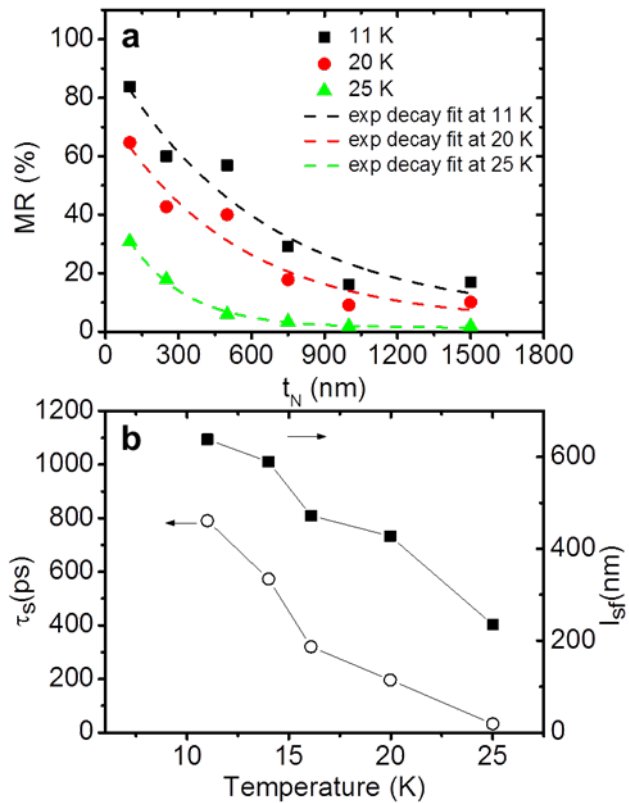 a
11 K
20 K
25 K
exp decay fit at 11 K
exp decay fit at 20 K
exp decay fit at 25 K
100
80
60
40
20
0
MR (%)
0 300 600 900 1200 1500 1800
t_N (nm)
b
1200
1000
800
600
400
200
0
τ_s(ps)
600
400
200
0
l_sf(nm)
10 15 20 25
Temperature (K)